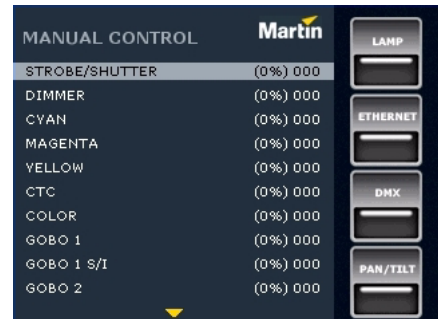 MANUAL CONTROL
Martin
STROBE/SHUTTER (0%) 000
DIMMER (0%) 000
CYAN (0%) 000
MAGENTA (0%) 000
YELLOW (0%) 000
CTC (0%) 000
COLOR (0%) 000
GOBO 1 (0%) 000
GOBO 1 S/I (0%) 000
GOBO 2 (0%) 000
LAMP
ETHERNET
DMX
PAN/TILT